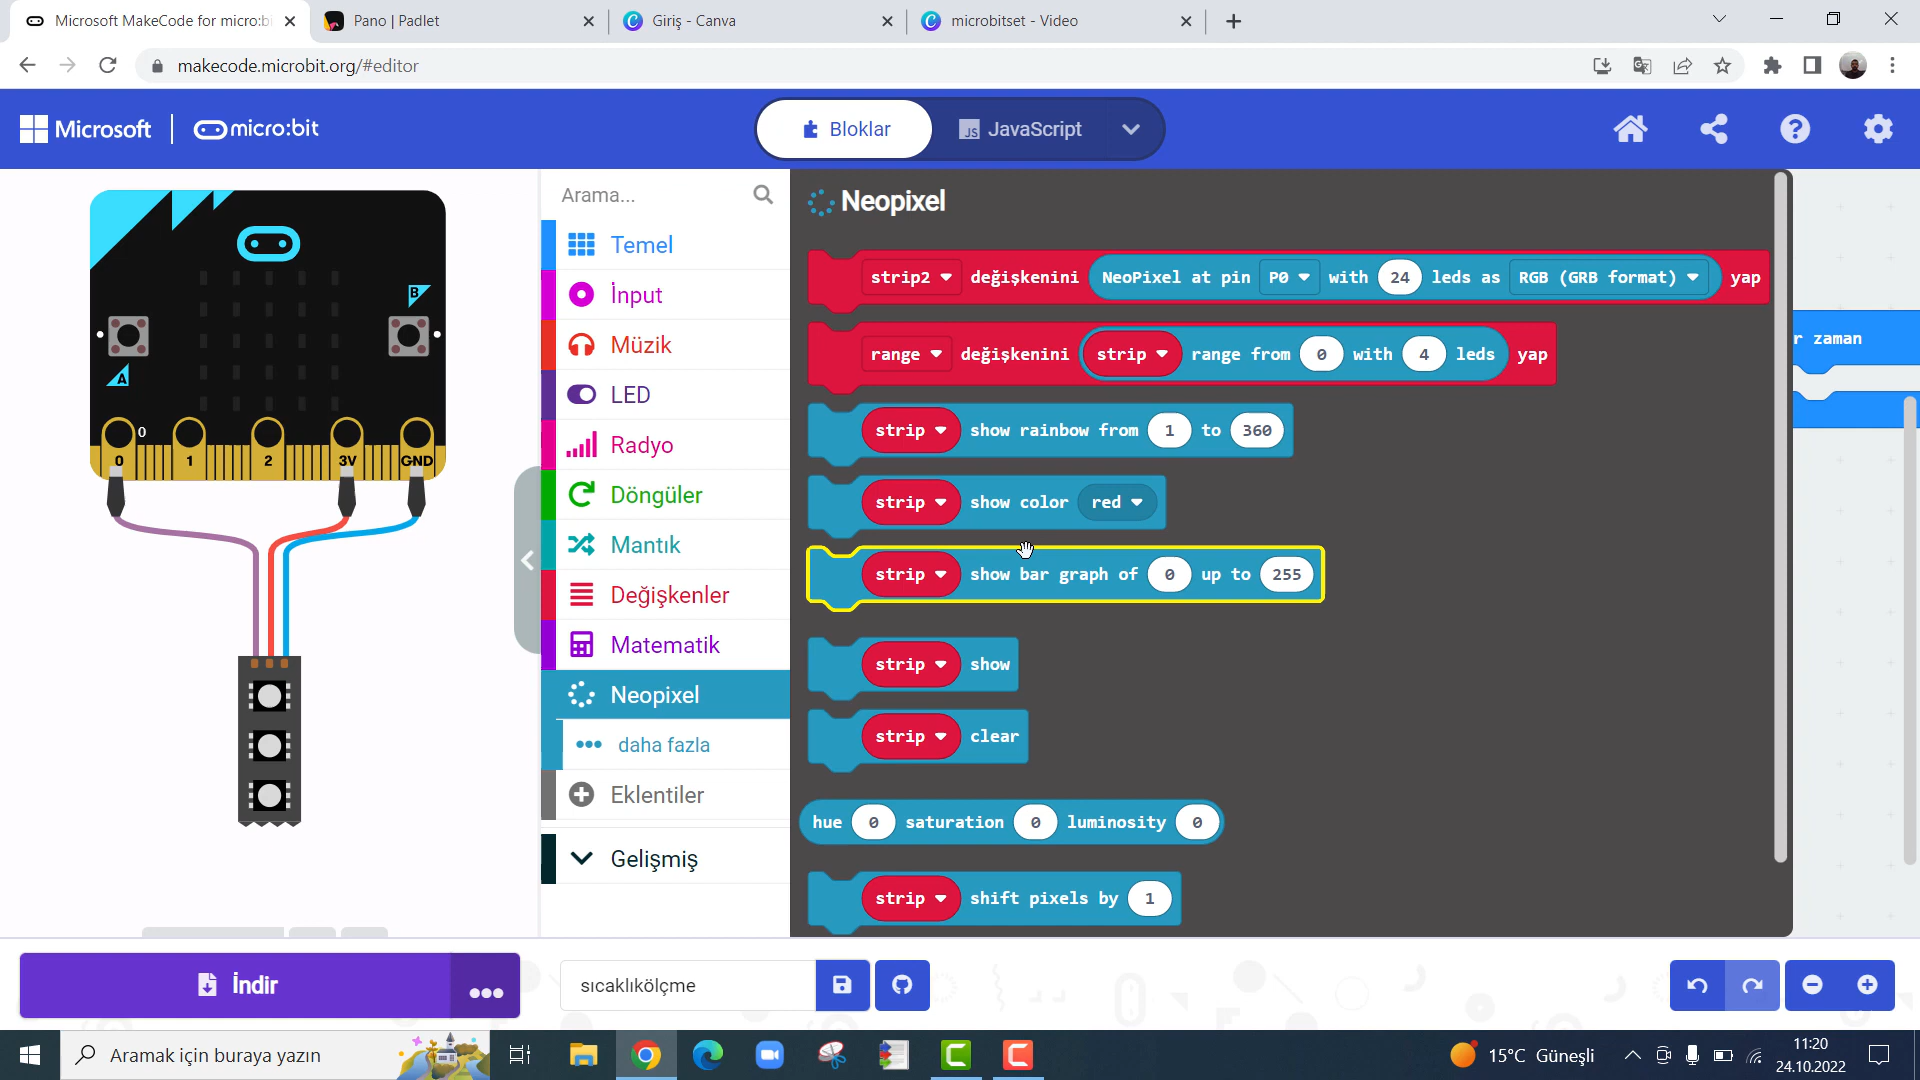 Microsoft MakeCode for micro:bi
Pano | Padlet
Giriş - Canva
microbitset - Video
makecode.microbit.org/#editor
Microsoft
micro:bit
Bloklar
JS JavaScript
A
B
0
0
1
2
3V
GND
Arama...
Temel
İnput
Müzik
LED
Radyo
Döngüler
Mantık
Değişkenler
Matematik
Neopixel
daha fazla
Eklentiler
Gelişmiş
Neopixel
strip2 değişkenini NeoPixel at pin P0 with 24 leds as RGB (GRB format) yap
range değişkenini strip range from 0 with 4 leds yap
strip show rainbow from 1 to 360
strip show color red
strip show bar graph of 0 up to 255
strip show
strip clear
hue 0 saturation 0 luminosity 0
strip shift pixels by 1
r zaman
İndir
sıcaklıkölçme
Aramak için buraya yazın
15°C Güneşli
11:20
24.10.2022